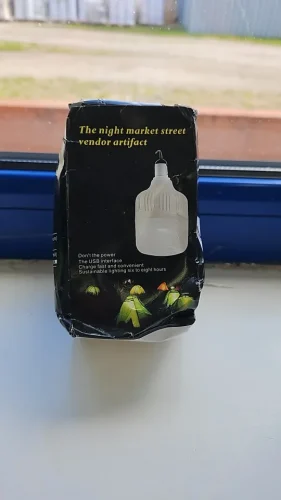 The night market street
vendor artifact
Don't the power
The USB interface
Charge fast and convenient
Sustainable lighting six to eight hours